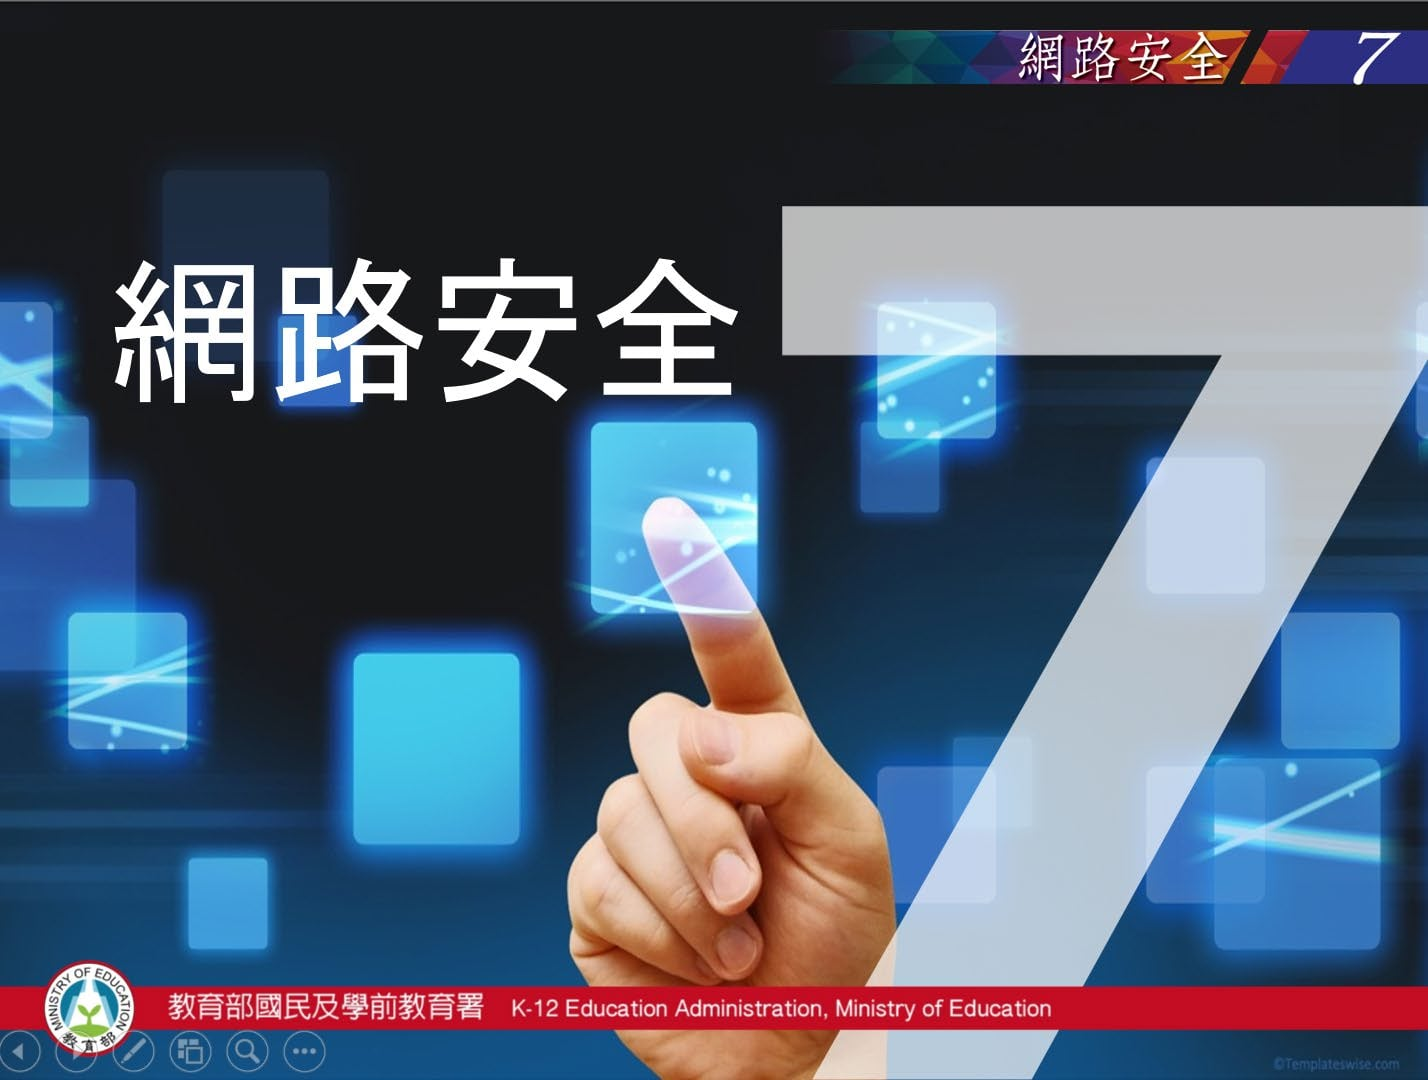 網路安全 7
網路安全
7
MINISTRY OF EDUCATION
教育部
教育部國民及學前教育署 K-12 Education Administration, Ministry of Education
©Templateswise.com